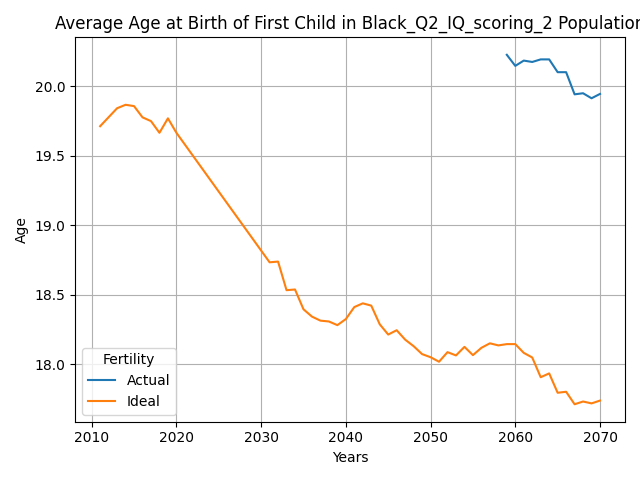 Average Age at Birth of First Child in Black_Q2_IQ_scoring_2 Population
Age
20.0
19.5
19.0
18.5
18.0
Fertility
Actual
Ideal
2010 2020 2030 2040 2050 2060 2070
Years